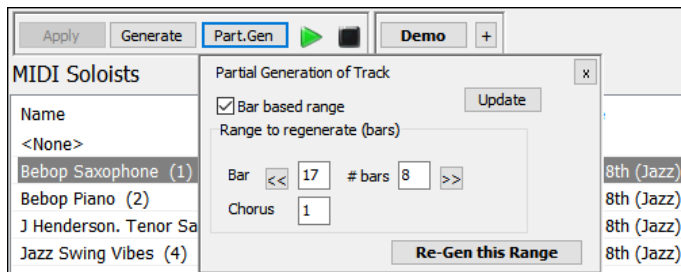 Apply Generate Part.Gen Demo +
MIDI Soloists
Partial Generation of Track x
Bar based range Update
Range to regenerate (bars)
Bar << 17 # bars 8 >>
Chorus 1
Re-Gen this Range
Name
<None>
Bebop Saxophone (1) 8th (Jazz)
Bebop Piano (2) 8th (Jazz)
J Henderson. Tenor Sa 8th (Jazz)
Jazz Swing Vibes (4) 8th (Jazz)